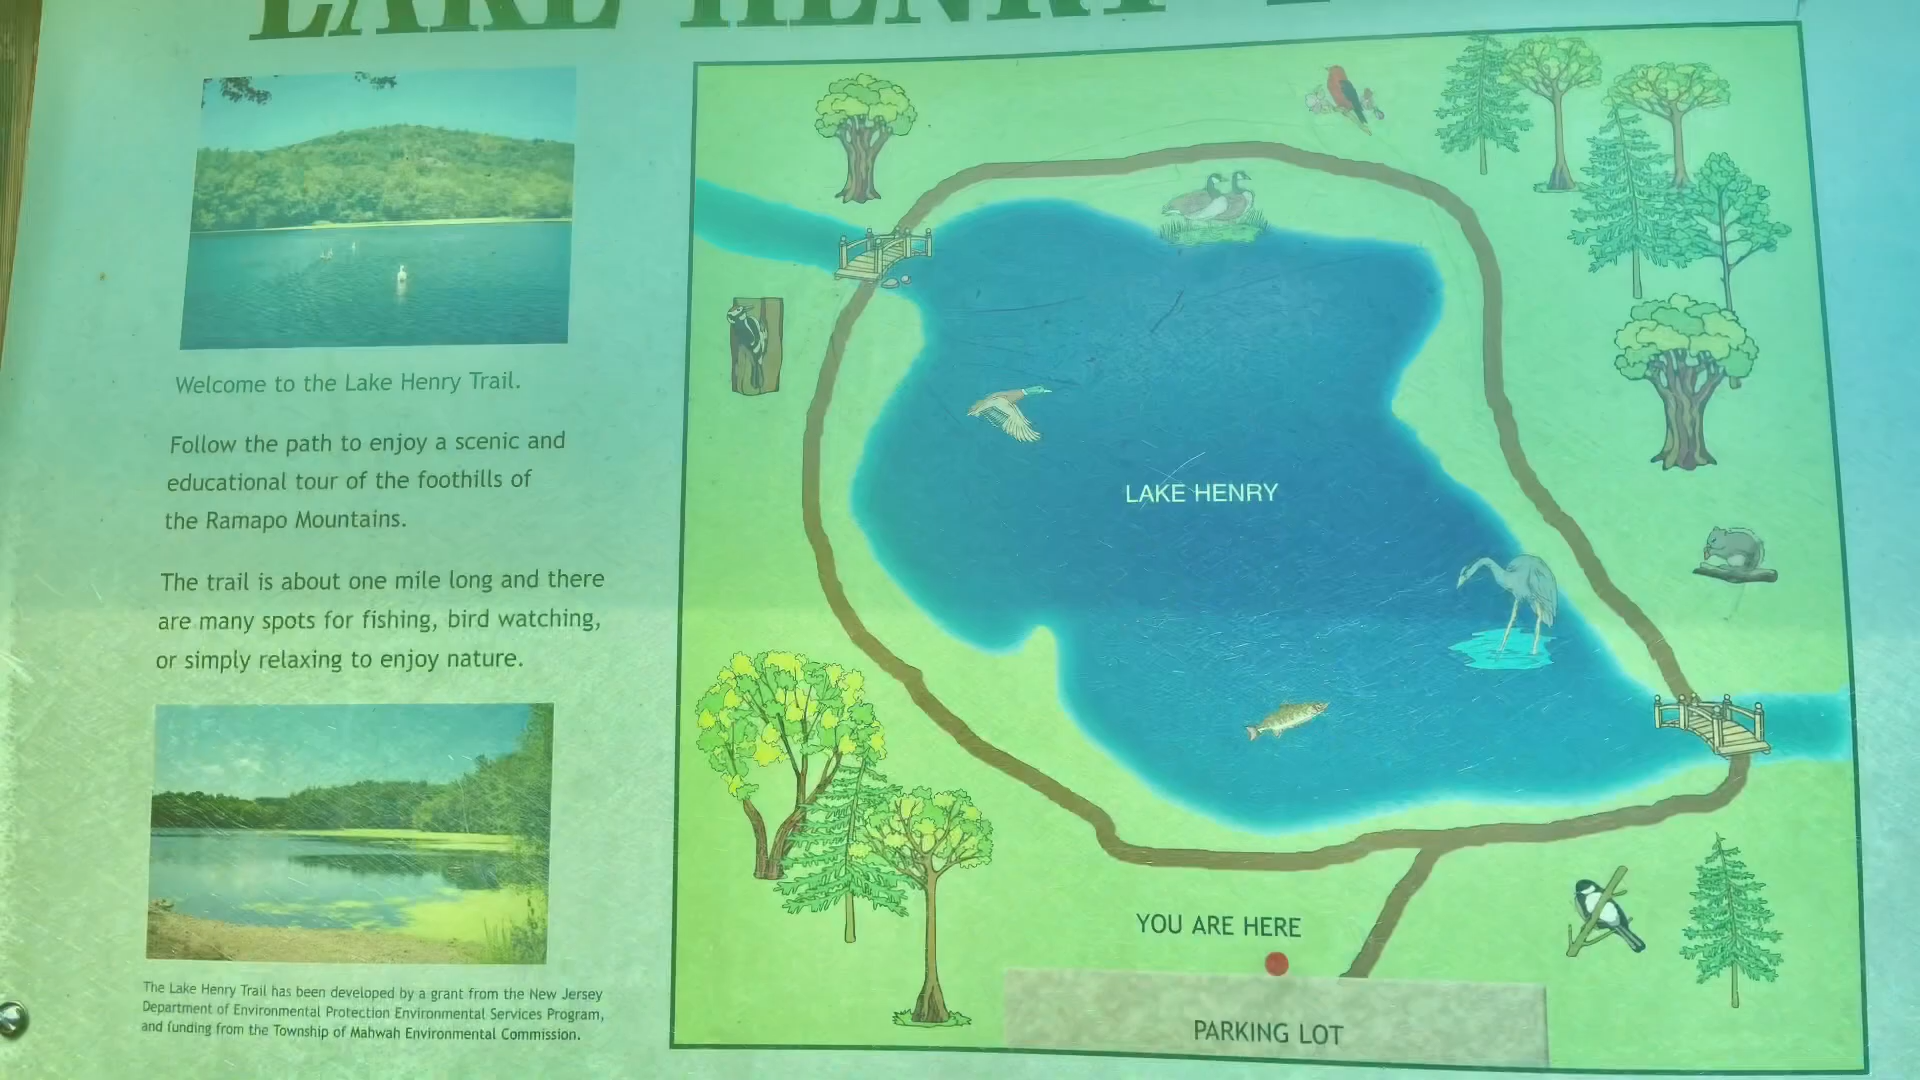 LAKE HENRY
Welcome to the Lake Henry Trail.
Follow the path to enjoy a scenic and
educational tour of the foothills of
the Ramapo Mountains.
The trail is about one mile long and there
are many spots for fishing, bird watching,
or simply relaxing to enjoy nature.
The Lake Henry Trail has been developed by a grant from the New Jersey
Department of Environmental Protection Environmental Services Program,
and funding from the Township of Mahwah Environmental Commission.
LAKE HENRY
YOU ARE HERE
PARKING LOT